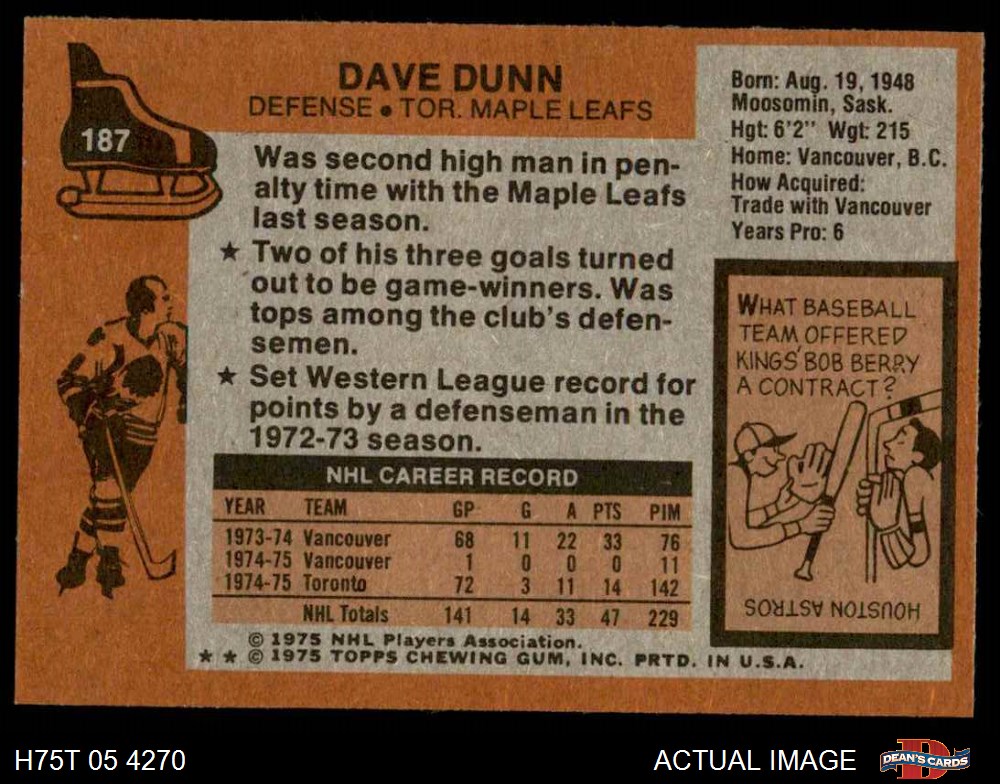 187
DAVE DUNN
DEFENSE • TOR. MAPLE LEAFS
Was second high man in pen-
alty time with the Maple Leafs
last season.
★ Two of his three goals turned
out to be game-winners. Was
tops among the club's defen-
semen.
★ Set Western League record for
points by a defenseman in the
1972-73 season.
NHL CAREER RECORD
YEAR TEAM GP G A PTS PIM
1973-74 Vancouver 68 11 22 33 76
1974-75 Vancouver 1 0 0 0 11
1974-75 Toronto 72 3 11 14 142
NHL Totals 141 14 33 47 229
© 1975 NHL Players Association.
★ ★ © 1975 TOPPS CHEWING GUM, INC. PRTD. IN U.S.A.
Born: Aug. 19, 1948
Moosomin, Sask.
Hgt: 6'2" Wgt: 215
Home: Vancouver, B.C.
How Acquired:
Trade with Vancouver
Years Pro: 6
WHAT BASEBALL
TEAM OFFERED
KINGS' BOB BERRY
A CONTRACT?
HOUSTON ASTROS
H75T 05 4270
ACTUAL IMAGE
DEAN'S CARDS